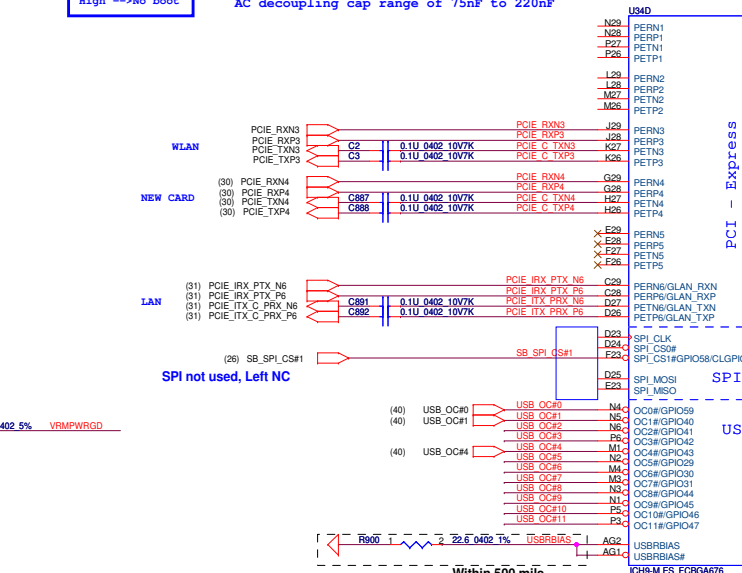 High -->No boot
AC decoupling cap range of 75nF to 220nF
U34D
N29 PERN1
N28 PERP1
P27 PETN1
P26 PETP1
L29 PERN2
L28 PERP2
M27 PETN2
M26 PETP2
WLAN
PCIE_RXN3 PCIE_RXN3 J29 PERN3
PCIE_RXP3 PCIE_RXP3 J28 PERP3
PCIE_TXN3 C2 0.1U_0402_10V7K PCIE_C_TXN3 K27 PETN3
PCIE_TXP3 C3 0.1U_0402_10V7K PCIE_C_TXP3 K26 PETP3
NEW CARD
(30) PCIE_RXN4 PCIE_RXN4 G29 PERN4
(30) PCIE_RXP4 PCIE_RXP4 G28 PERP4
(30) PCIE_TXN4 C887 0.1U_0402_10V7K PCIE_C_TXN4 H27 PETN4
(30) PCIE_TXP4 C888 0.1U_0402_10V7K PCIE_C_TXP4 H26 PETP4
E29 PERN5
E28 PERP5
F27 PETN5
F26 PETP5
LAN
(31) PCIE_IRX_PTX_N6 PCIE_IRX_PTX_N6 C29 PERN6/GLAN_RXN
(31) PCIE_IRX_PTX_P6 PCIE_IRX_PTX_P6 C28 PERP6/GLAN_RXP
(31) PCIE_ITX_C_PRX_N6 C891 0.1U_0402_10V7K PCIE_ITX_PRX_N6 D27 PETN6/GLAN_TXN
(31) PCIE_ITX_C_PRX_P6 C892 0.1U_0402_10V7K PCIE_ITX_PRX_P6 D26 PETP6/GLAN_TXP
PCI - Express
D23 SPI_CLK
D24 SPI_CS0#
(26) SB_SPI_CS#1 SB_SPI_CS#1 F23 SPI_CS1#GPIO58/CLGPIO
SPI not used, Left NC
D25 SPI_MOSI
E23 SPI_MISO
SPI
(40) USB_OC#0 USB_OC#0 N4 OC0#/GPIO59
(40) USB_OC#1 USB_OC#1 N5 OC1#/GPIO40
USB_OC#2 N6 OC2#/GPIO41
USB_OC#3 P6 OC3#/GPIO42
(40) USB_OC#4 USB_OC#4 M1 OC4#/GPIO43
USB_OC#5 N2 OC5#/GPIO29
USB_OC#6 M4 OC6#/GPIO30
USB_OC#7 M3 OC7#/GPIO31
USB_OC#8 N3 OC8#/GPIO44
USB_OC#9 N1 OC9#/GPIO45
USB_OC#10 P5 OC10#/GPIO46
USB_OC#11 P3 OC11#/GPIO47
US
402_5% VRMPWRGD
R900 1 2 22.6_0402_1% USBRBIAS AG2 USBRBIAS
AG1 USBRBIAS#
Within 500 mils
ICH9-M ES_FCBGA676